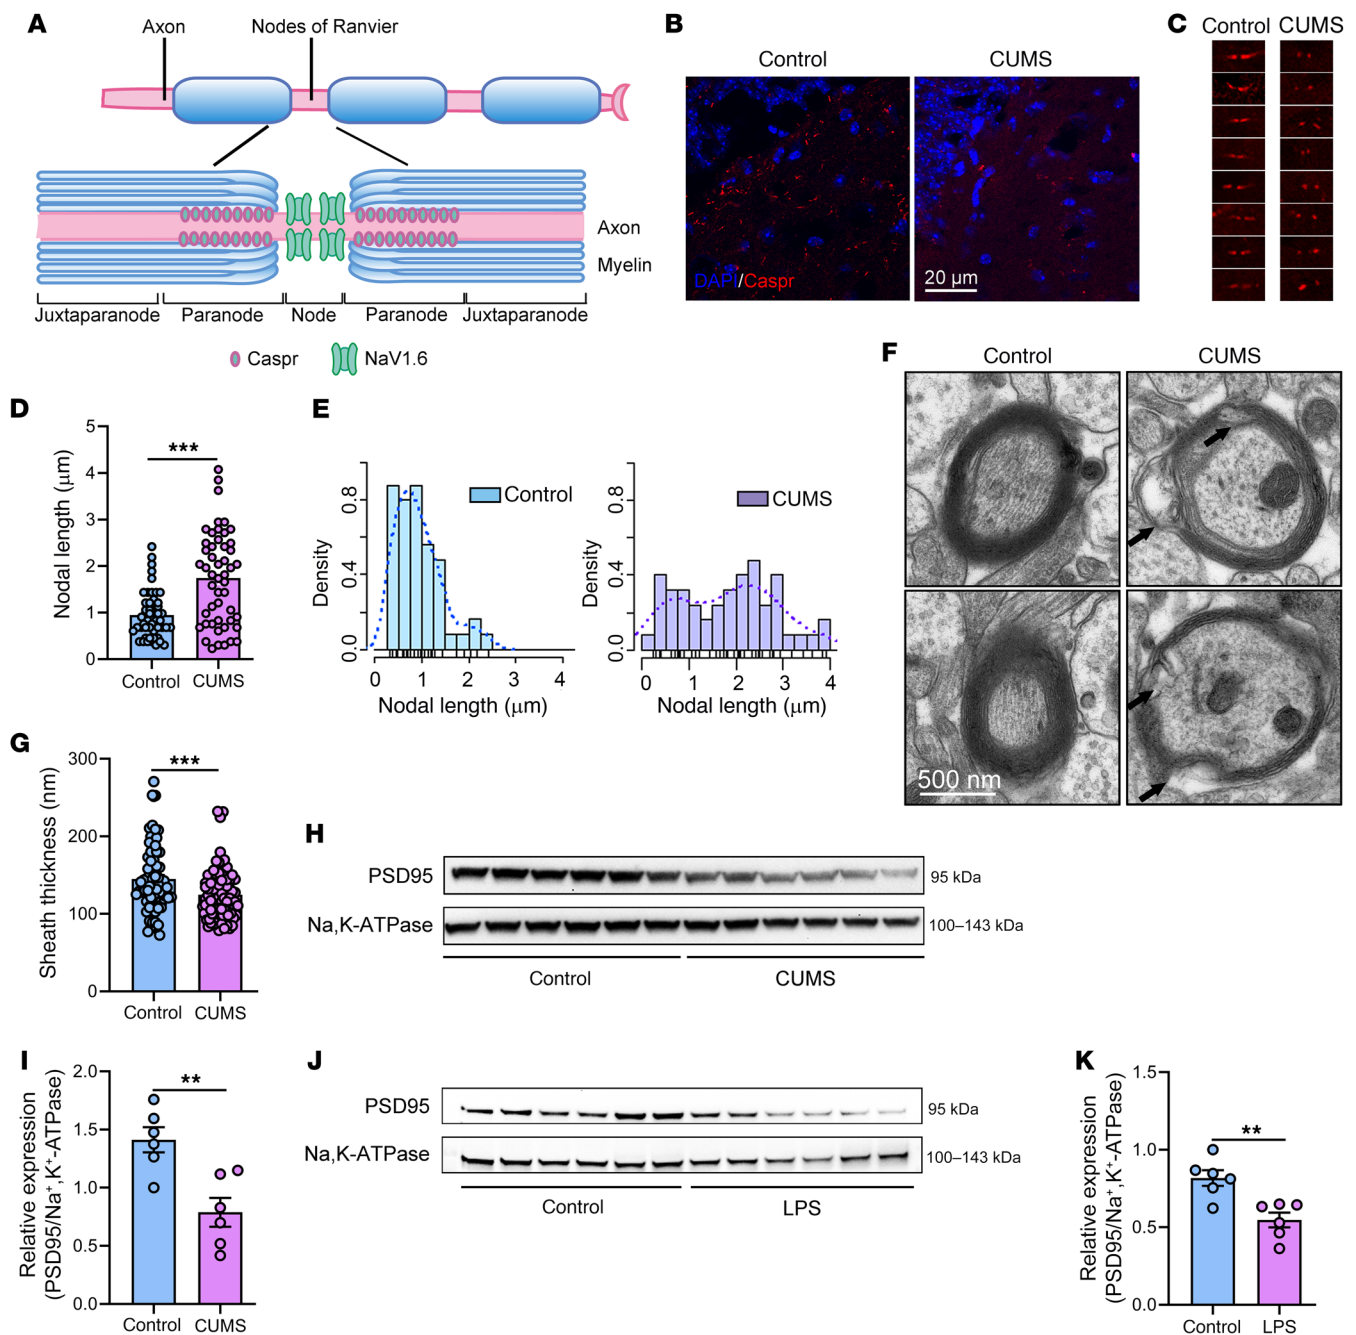 A
Axon
Nodes of Ranvier
Axon
Myelin
Juxtaparanode
Paranode
Node
Paranode
Juxtaparanode
Caspr
NaV1.6
B
Control
CUMS
DAPI/Caspr
20 μm
C
Control
CUMS
D
Nodal length (μm)
5
4
3
2
1
0
***
Control
CUMS
E
Density
0.8
0.4
0.0
Control
0
1
2
3
4
Nodal length (μm)
Density
0.8
0.4
0.0
CUMS
0
1
2
3
4
Nodal length (μm)
F
Control
CUMS
500 nm
G
Sheath thickness (nm)
300
200
100
0
***
Control
CUMS
H
PSD95
95 kDa
Na,K-ATPase
100–143 kDa
Control
CUMS
I
Relative expression
(PSD95/Na⁺,K⁺-ATPase)
2.0
1.5
1.0
0.5
0.0
**
Control
CUMS
J
PSD95
95 kDa
Na,K-ATPase
100–143 kDa
Control
LPS
K
Relative expression
(PSD95/Na⁺,K⁺-ATPase)
1.5
1.0
0.5
0.0
**
Control
LPS